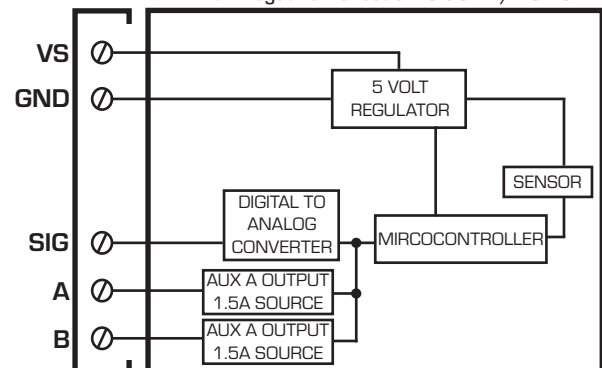 VS
GND
5 VOLT
REGULATOR
SENSOR
DIGITAL TO
ANALOG
CONVERTER
MIRCOCONTROLLER
SIG
A
AUX A OUTPUT
1.5A SOURCE
B
AUX A OUTPUT
1.5A SOURCE